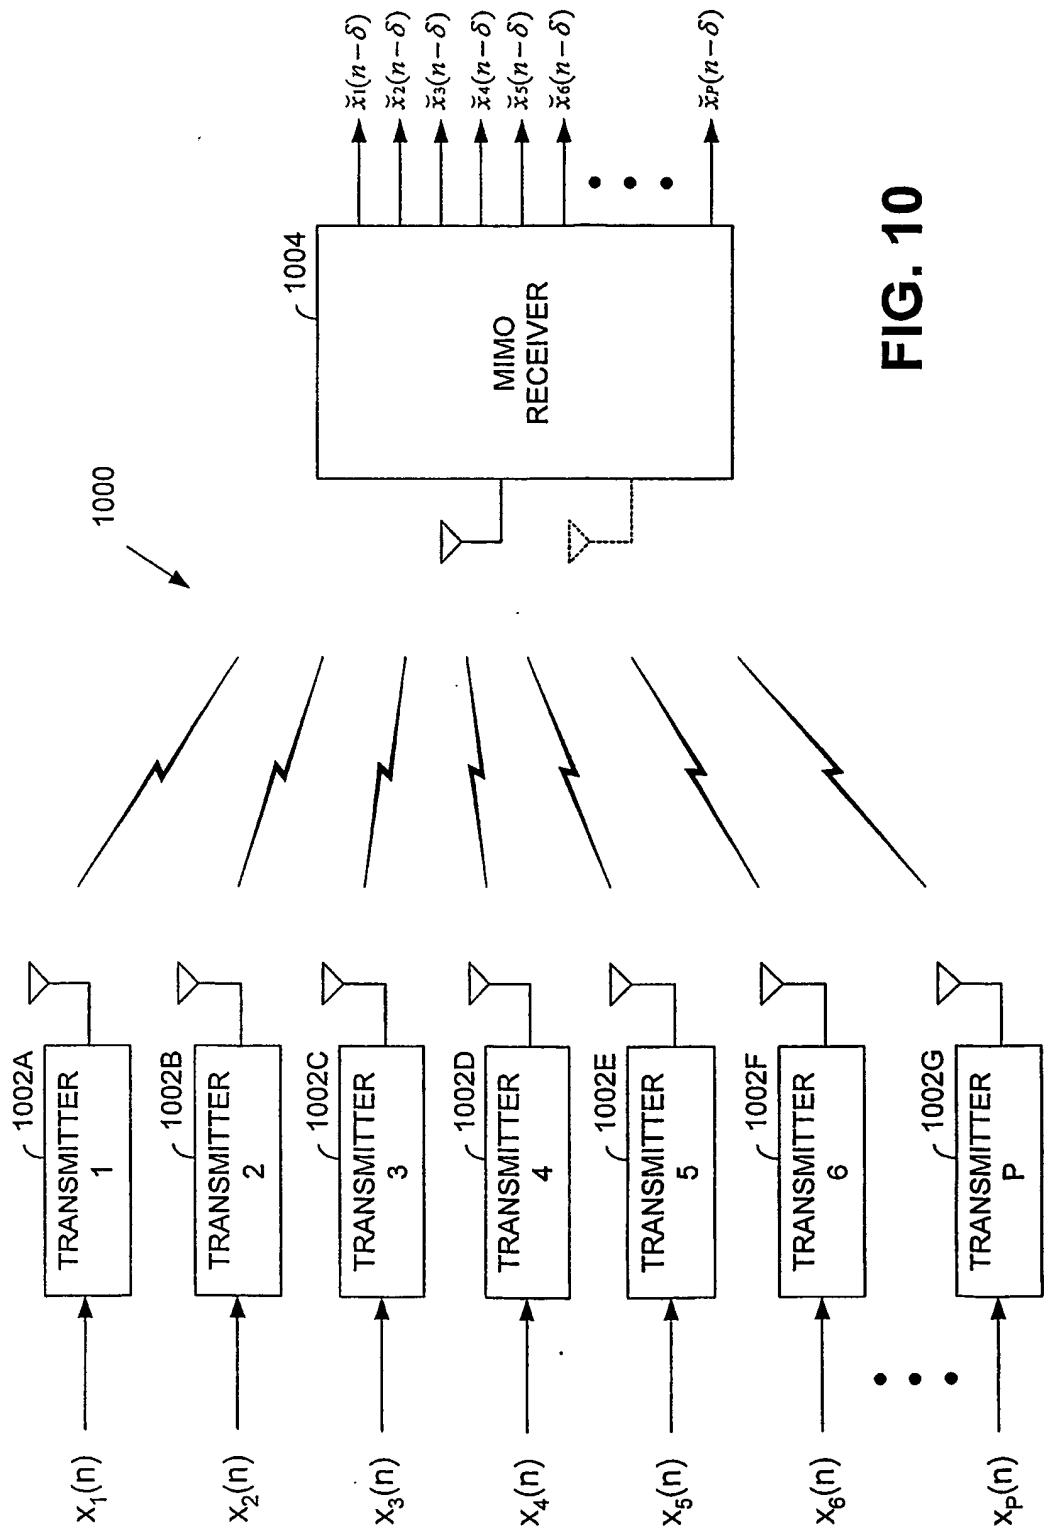 1000
x₁(n)
TRANSMITTER
1
1002A
x₂(n)
TRANSMITTER
2
1002B
x₃(n)
TRANSMITTER
3
1002C
x₄(n)
TRANSMITTER
4
1002D
x₅(n)
TRANSMITTER
5
1002E
x₆(n)
TRANSMITTER
6
1002F
x_P(n)
TRANSMITTER
P
1002G
MIMO
RECEIVER
1004
x̆1(n−δ)
x̆2(n−δ)
x̆3(n−δ)
x̆4(n−δ)
x̆5(n−δ)
x̆6(n−δ)
x̆P(n−δ)
FIG. 10